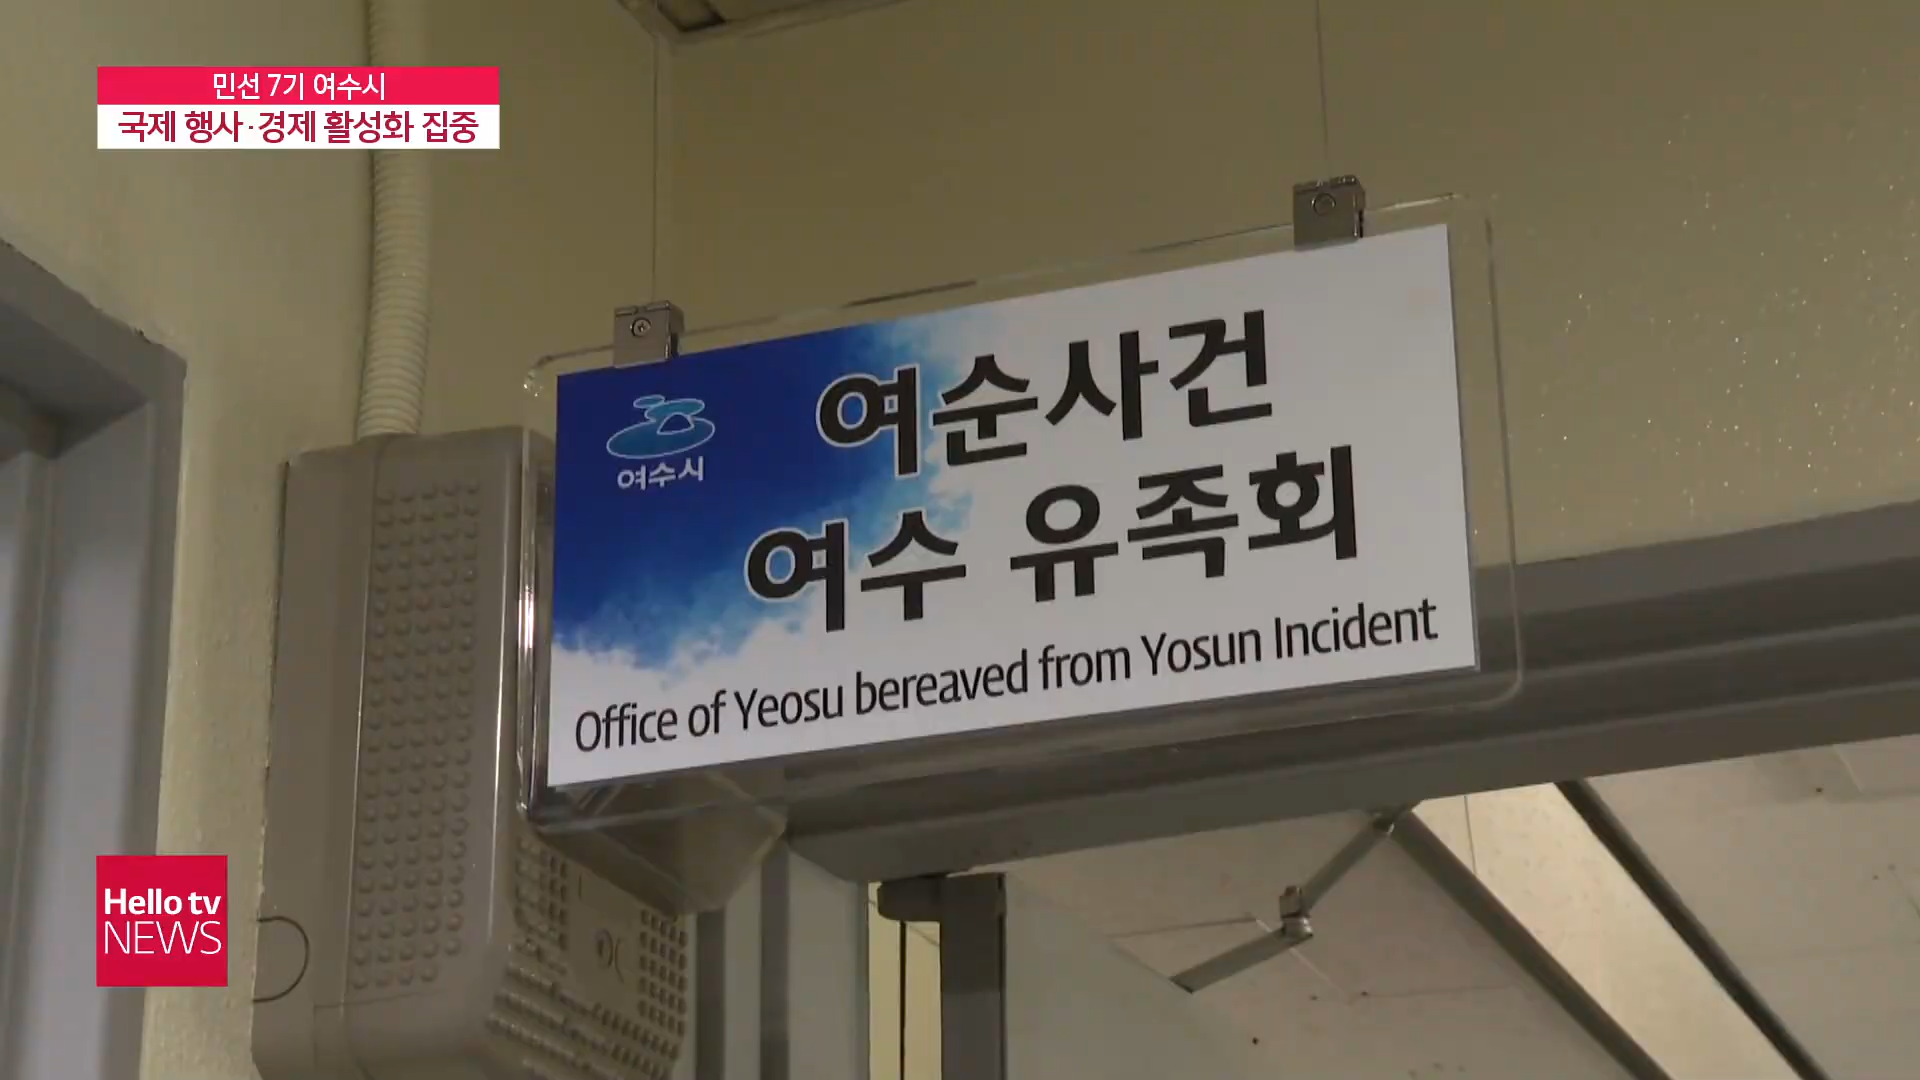 민선 7기 여수시
국제 행사·경제 활성화 집중
여수시
여순사건
여수 유족회
Office of Yeosu bereaved from Yosun Incident
Hello tv
NEWS